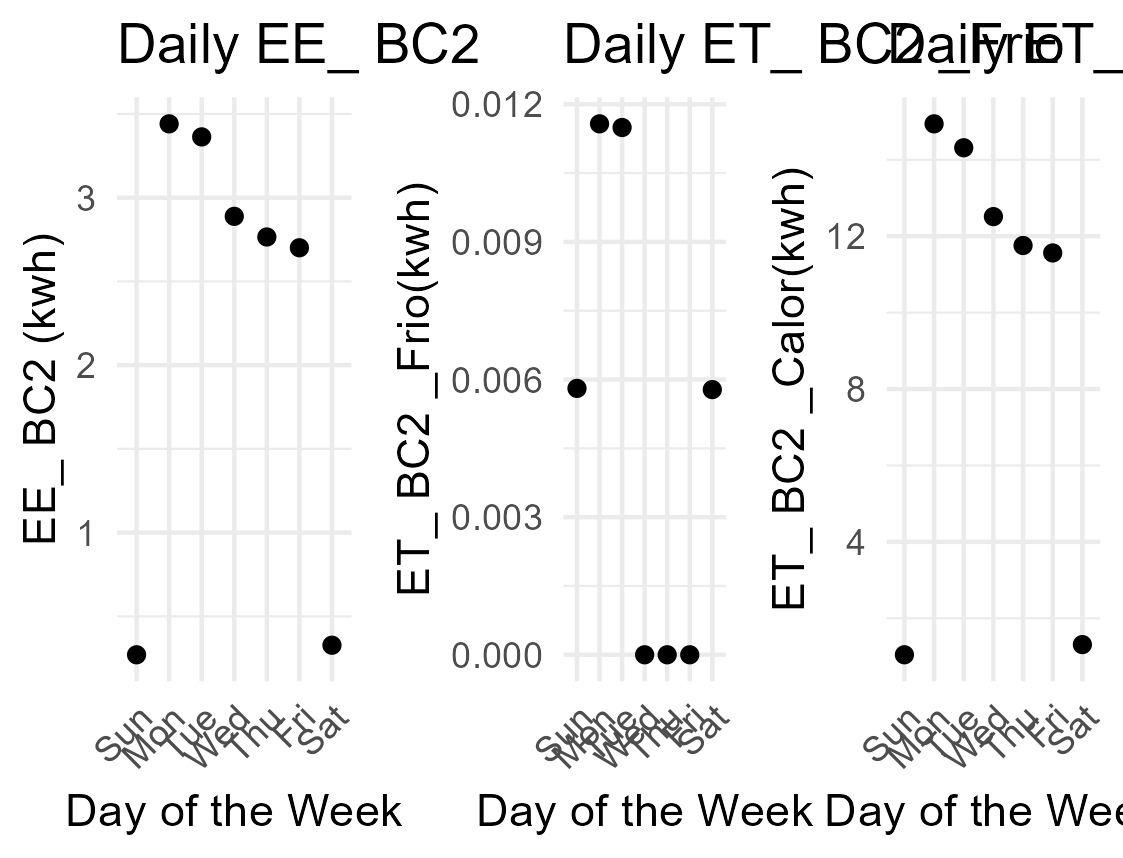 Daily EE_ BC2
Daily ET_ BC2 _Frio
Daily ET_
EE_ BC2 (kwh)
3
2
1
Sun
Mon
Tue
Wed
Thu
Fri
Sat
Day of the Week
ET_ BC2 _Frio(kwh)
0.012
0.009
0.006
0.003
0.000
Sun
Mon
Tue
Wed
Thu
Fri
Sat
Day of the Week
ET_ BC2 _Calor(kwh)
12
8
4
Sun
Mon
Tue
Wed
Thu
Fri
Sat
Day of the Wee